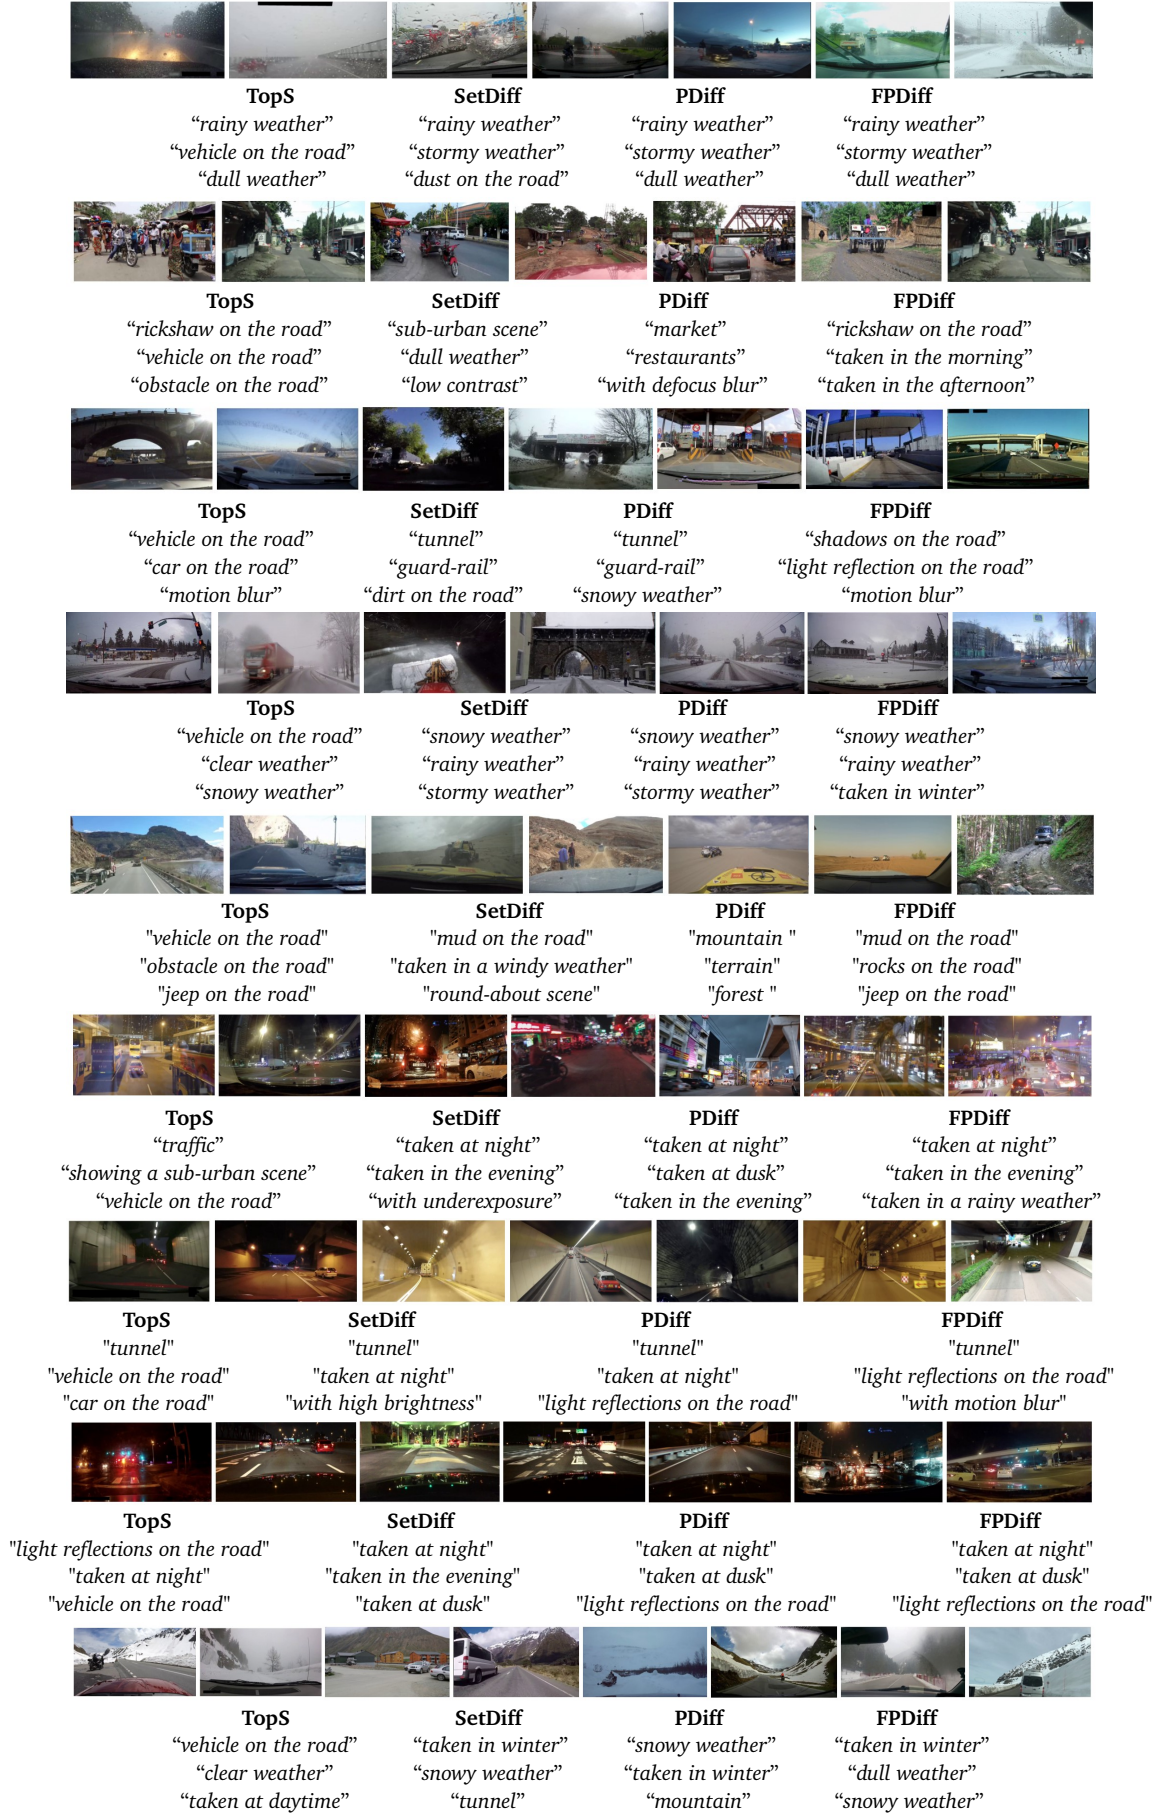 TopS SetDiff PDiff FPDiff
“rainy weather” “rainy weather” “rainy weather” “rainy weather”
“vehicle on the road” “stormy weather” “stormy weather” “stormy weather”
“dull weather” “dust on the road” “dull weather” “dull weather”
TopS SetDiff PDiff FPDiff
“rickshaw on the road” “sub-urban scene” “market” “rickshaw on the road”
“vehicle on the road” “dull weather” “restaurants” “taken in the morning”
“obstacle on the road” “low contrast” “with defocus blur” “taken in the afternoon”
TopS SetDiff PDiff FPDiff
“vehicle on the road” “tunnel” “tunnel” “shadows on the road”
“car on the road” “guard-rail” “guard-rail” “light reflection on the road”
“motion blur” “dirt on the road” “snowy weather” “motion blur”
TopS SetDiff PDiff FPDiff
“vehicle on the road” “snowy weather” “snowy weather” “snowy weather”
“clear weather” “rainy weather” “rainy weather” “rainy weather”
“snowy weather” “stormy weather” “stormy weather” “taken in winter”
TopS SetDiff PDiff FPDiff
"vehicle on the road" "mud on the road" "mountain " "mud on the road"
"obstacle on the road" "taken in a windy weather" "terrain" "rocks on the road"
"jeep on the road" "round-about scene" "forest " "jeep on the road"
TopS SetDiff PDiff FPDiff
“traffic” “taken at night” “taken at night” “taken at night”
“showing a sub-urban scene” “taken in the evening” “taken at dusk” “taken in the evening”
“vehicle on the road” “with underexposure” “taken in the evening” “taken in a rainy weather”
TopS SetDiff PDiff FPDiff
"tunnel" "tunnel" "tunnel" "tunnel"
"vehicle on the road" "taken at night" "taken at night" "light reflections on the road"
"car on the road" "with high brightness" "light reflections on the road" "with motion blur"
TopS SetDiff PDiff FPDiff
"light reflections on the road" "taken at night" "taken at night" "taken at night"
"taken at night" "taken in the evening" "taken at dusk" "taken at dusk"
"vehicle on the road" "taken at dusk" "light reflections on the road" "light reflections on the road"
TopS SetDiff PDiff FPDiff
“vehicle on the road” “taken in winter” “snowy weather” “taken in winter”
“clear weather” “snowy weather” “taken in winter” “dull weather”
“taken at daytime” “tunnel” “mountain” “snowy weather”